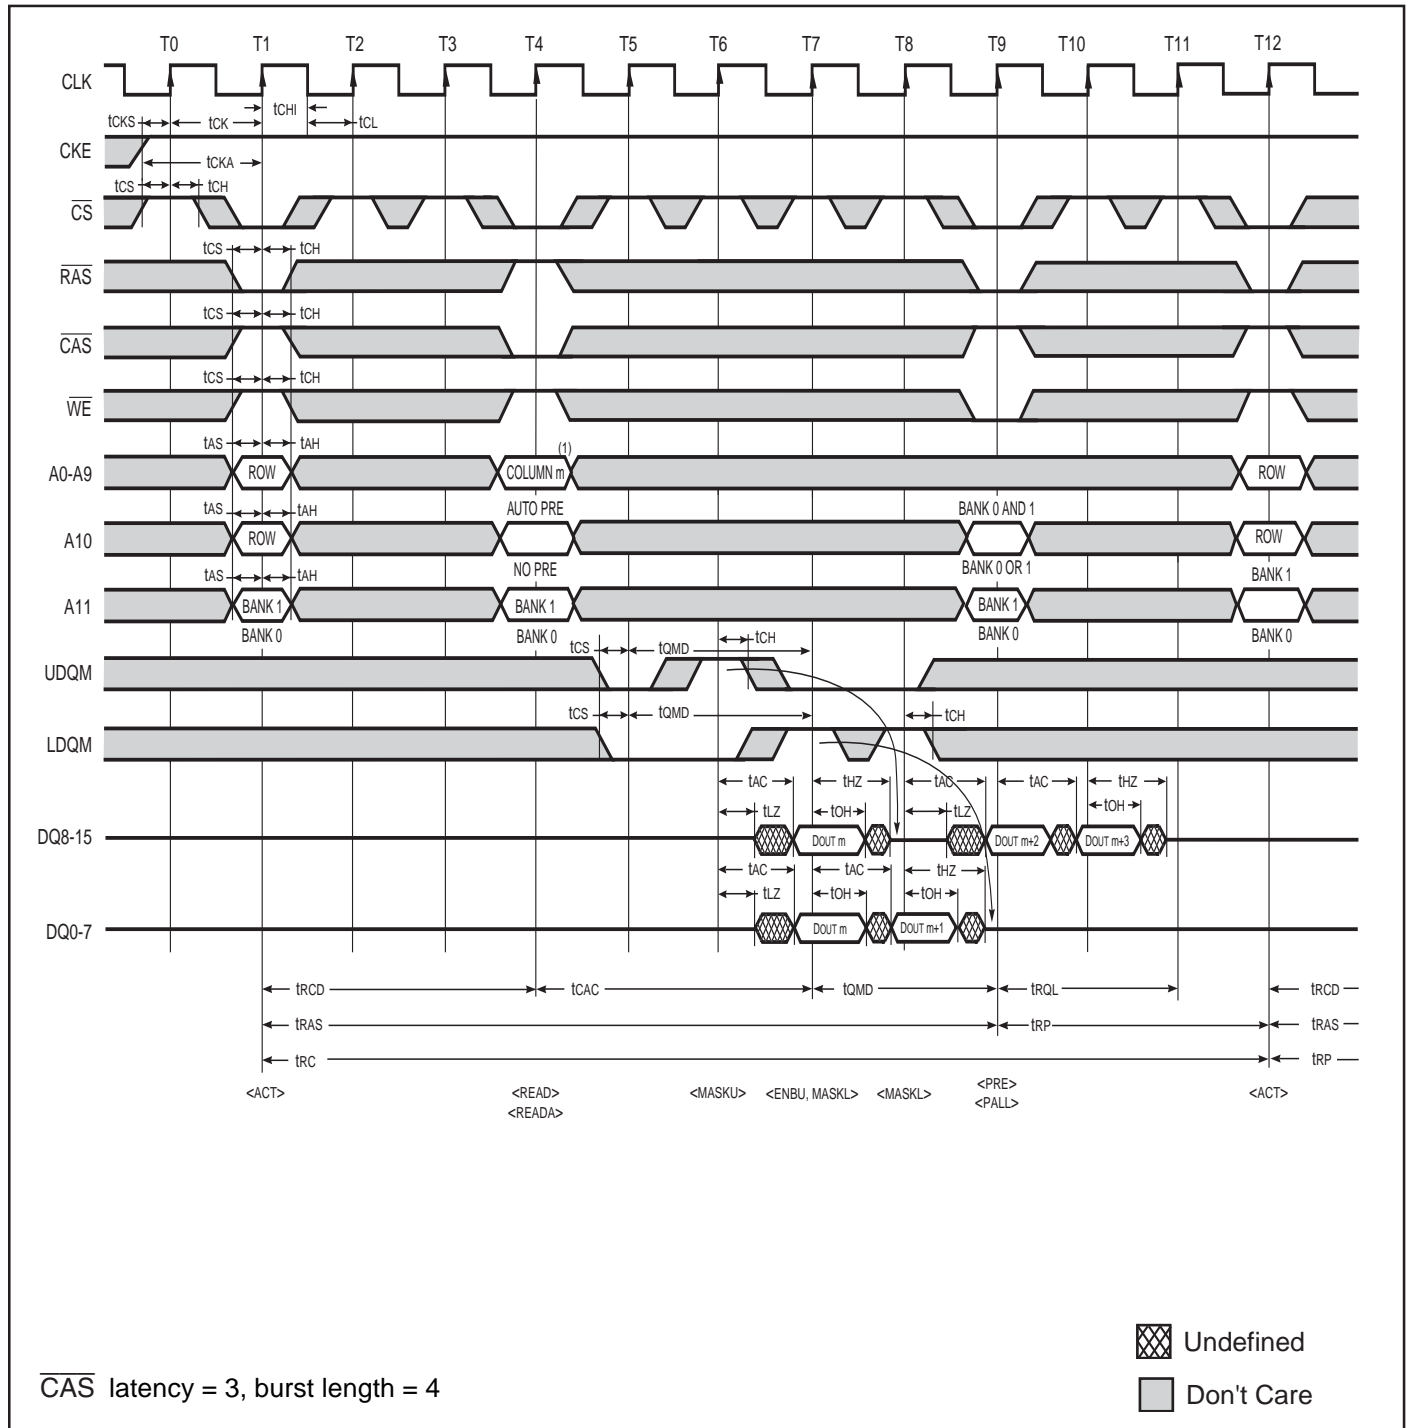 T0 T1 T2 T3 T4 T5 T6 T7 T8 T9 T10 T11 T12
CLK
tCHI
tCKS tCK tCL
CKE
tCKA
tCS tCH
CS
tCS tCH
RAS
tCS tCH
CAS
tCS tCH
WE
tAS tAH (1)
A0-A9 ROW COLUMN m ROW
tAS tAH AUTO PRE BANK 0 AND 1
A10 ROW ROW
NO PRE BANK 0 OR 1
tAS tAH BANK 1
A11 BANK 1 BANK 1 BANK 1
BANK 0 BANK 0 BANK 0 BANK 0
tCS tQMD tCH
UDQM
tCS tQMD tCH
LDQM
tAC tHZ tAC tAC tHZ
tLZ tOH tLZ tOH
DQ8-15 DOUT m DOUT m+2 DOUT m+3
tAC tAC tHZ
tLZ tOH tOH
DQ0-7 DOUT m DOUT m+1
tRCD tCAC tQMD tRQL tRCD
tRAS tRP tRAS
tRC tRP
<ACT> <READ> <MASKU> <ENBU, MASKL> <MASKL> <PRE> <ACT>
<READA> <PALL>
Undefined
CAS latency = 3, burst length = 4
Don't Care